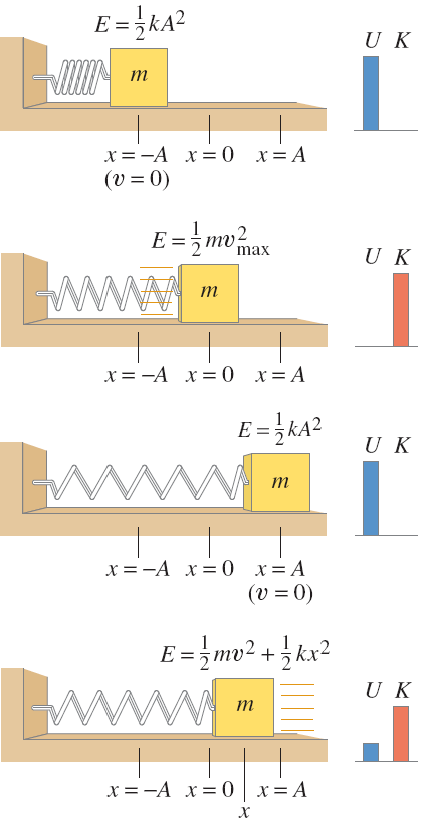 E = ½kA²
U K
m
x = –A x = 0 x = A
(v = 0)
E = ½mv²max
U K
m
x = –A x = 0 x = A
E = ½kA²
U K
m
x = –A x = 0 x = A
(v = 0)
E = ½mv² + ½kx²
U K
m
x = –A x = 0 x = A
x